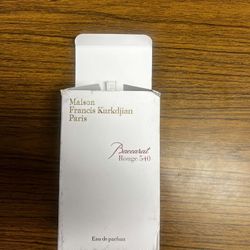 Maison
Francis Kurkdjian
Paris
Baccarat
Rouge 540
Eau de parfum